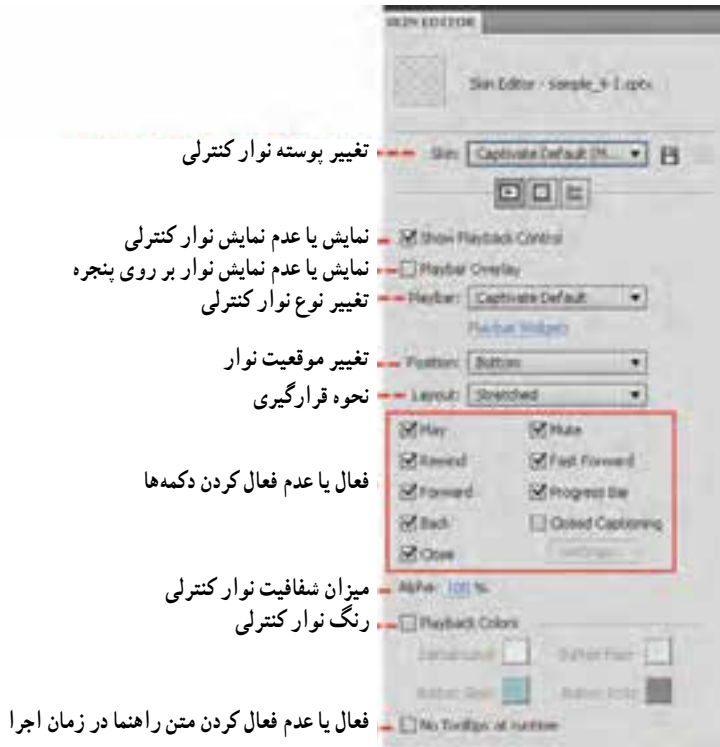 SKIN EDITOR
Skin Editor - sample_4-1.cptx
تغییر پوسته نوار کنترلی
Skin: Captivate Default (M...
نمایش یا عدم نمایش نوار کنترلی
Show Playback Control
نمایش یا عدم نمایش نوار بر روی پنجره
Playbar Overlay
تغییر نوع نوار کنترلی
Playbar: Captivate Default
Playbar Widgets
تغییر موقعیت نوار
Position: Bottom
نحوه قرارگیری
Layout: Stretched
Play Mute
Rewind Fast Forward
فعال یا عدم فعال کردن دکمه‌ها
Forward Progress Bar
Back Closed Captioning
Close Settings...
میزان شفافیت نوار کنترلی
Alpha: 100 %
رنگ نوار کنترلی
Playback Colors
Background: Button Face:
Button Glow: Button Icons:
فعال یا عدم فعال کردن متن راهنما در زمان اجرا
No Tooltips at runtime